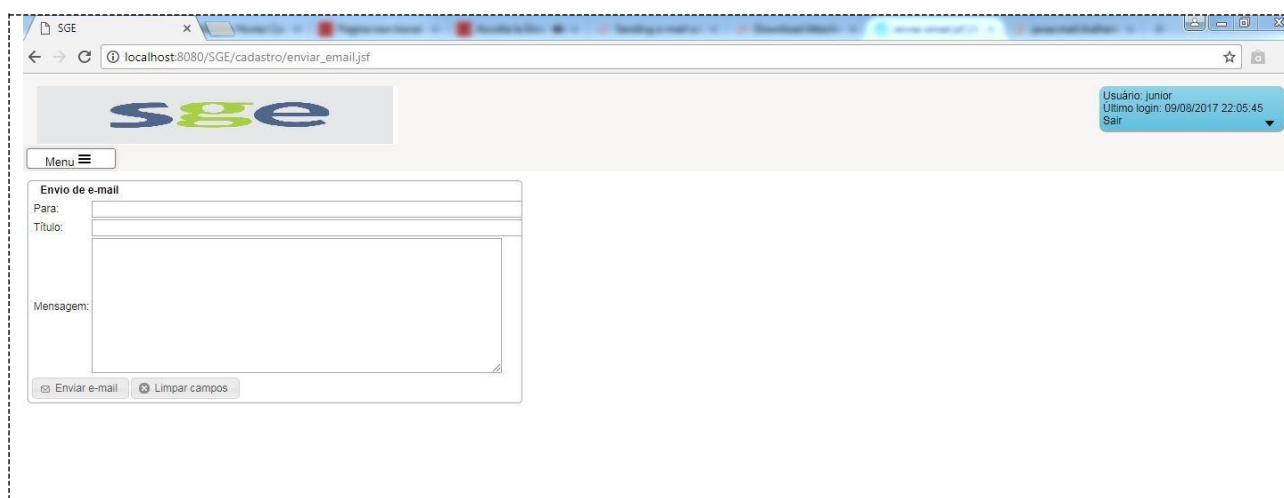 SGE
localhost:8080/SGE/cadastro/enviar_email.jsf
sge
Usuário: junior
Último login: 09/08/2017 22:05:45
Sair
Menu
Envio de e-mail
Para:
Título:
Mensagem:
Enviar e-mail Limpar campos